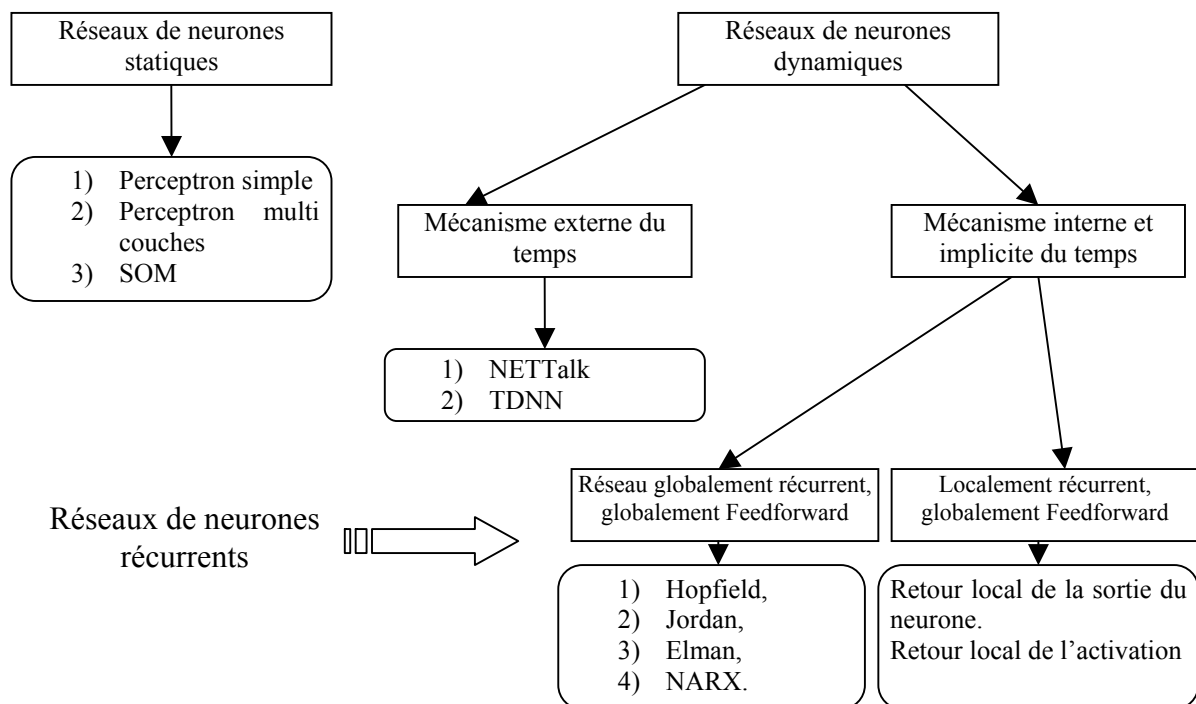 Réseaux de neurones
statiques
Réseaux de neurones
dynamiques
1) Perceptron simple
2) Perceptron multi
couches
3) SOM
Mécanisme externe du
temps
Mécanisme interne et
implicite du temps
1) NETTalk
2) TDNN
Réseaux de neurones
récurrents
Réseau globalement récurrent,
globalement Feedforward
Localement récurrent,
globalement Feedforward
1) Hopfield,
2) Jordan,
3) Elman,
4) NARX.
Retour local de la sortie du
neurone.
Retour local de l’activation